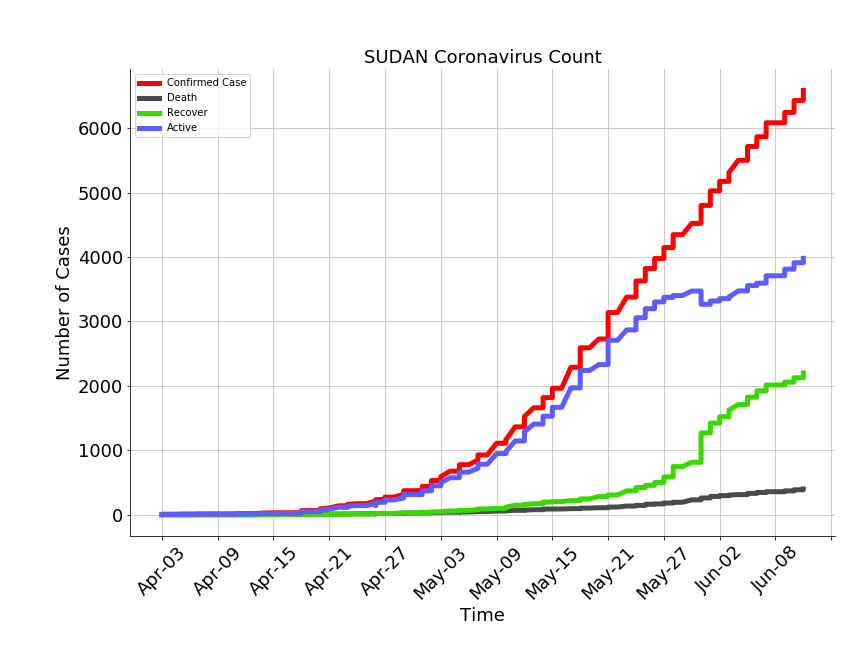 SUDAN Coronavirus Count
Confirmed Case
Death
Recover
Active
Number of Cases
6000
5000
4000
3000
2000
1000
0
Apr-03
Apr-09
Apr-15
Apr-21
Apr-27
May-03
May-09
May-15
May-21
May-27
Jun-02
Jun-08
Time